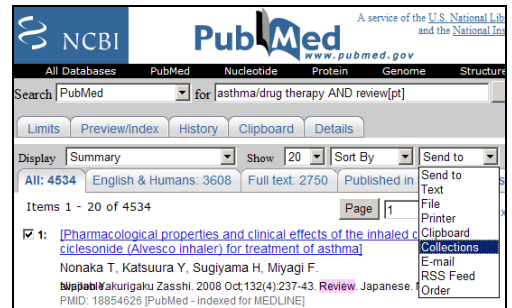 A service of the U.S. National Lib
and the National Ins
NCBI
PubMed
www.pubmed.gov
All Databases PubMed Nucleotide Protein Genome Structure
Search PubMed for asthma/drug therapy AND review[pt]
Limits Preview/Index History Clipboard Details
Display Summary Show 20 Sort By Send to
All: 4534 English & Humans: 3608 Full text: 2750 Published in
Items 1 - 20 of 4534 Page 1
Send to
Text
File
Printer
Clipboard
Collections
E-mail
RSS Feed
Order
1: [Pharmacological properties and clinical effects of the inhaled c
ciclesonide (Alvesco inhaler) for treatment of asthma]
Nonaka T, Katsuura Y, Sugiyama H, Miyagi F.
Yakurigaku Zasshi. 2008 Oct;132(4):237-43. Review. Japanese.
PMID: 18854626 [PubMed - indexed for MEDLINE]